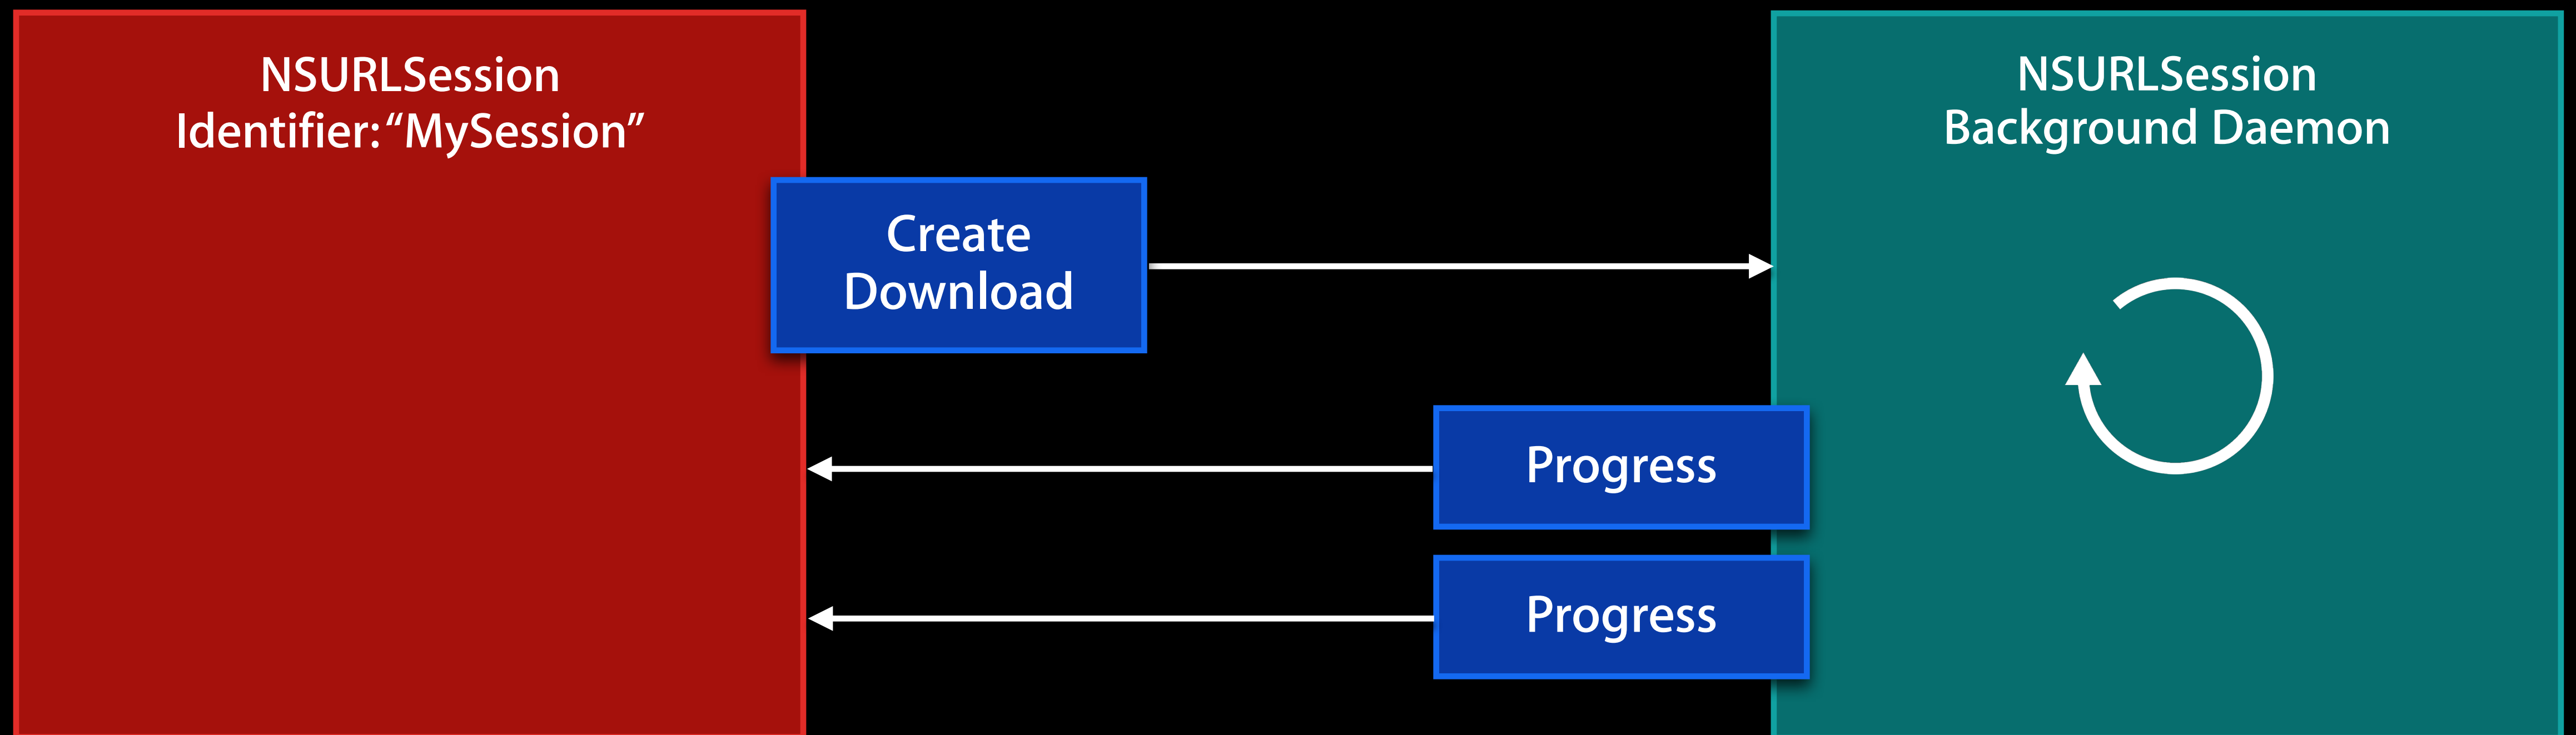 NSURLSession
Identifier: “MySession”
NSURLSession
Background Daemon
Create
Download
Progress
Progress